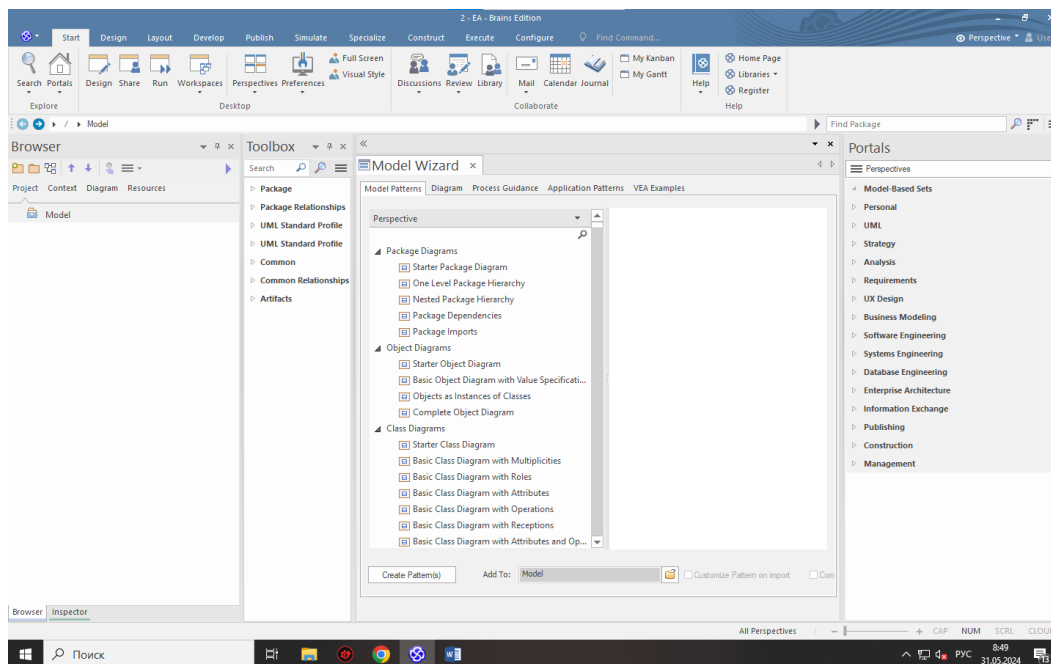 2 - EA - Brains Edition
Start Design Layout Develop Publish Simulate Specialize Construct Execute Configure Find Command... Perspective Use
Full Screen
Visual Style
My Kanban
My Gantt
Home Page
Libraries
Register
Search Portals Design Share Run Workspaces Perspectives Preferences Discussions Review Library Mail Calendar Journal Help
Explore Desktop Collaborate Help
/ Model Find Package
Browser
Project Context Diagram Resources
Model
Toolbox
Search
Package
Package Relationships
UML Standard Profile
UML Standard Profile
Common
Common Relationships
Artifacts
Model Wizard
Model Patterns Diagram Process Guidance Application Patterns VEA Examples
Perspective
Package Diagrams
Starter Package Diagram
One Level Package Hierarchy
Nested Package Hierarchy
Package Dependencies
Package Imports
Object Diagrams
Starter Object Diagram
Basic Object Diagram with Value Specificati...
Objects as Instances of Classes
Complete Object Diagram
Class Diagrams
Starter Class Diagram
Basic Class Diagram with Multiplicities
Basic Class Diagram with Roles
Basic Class Diagram with Attributes
Basic Class Diagram with Operations
Basic Class Diagram with Receptions
Basic Class Diagram with Attributes and Op...
Create Pattern(s) Add To: Model Customize Pattern on import Com
Portals
Perspectives
Model-Based Sets
Personal
UML
Strategy
Analysis
Requirements
UX Design
Business Modeling
Software Engineering
Systems Engineering
Database Engineering
Enterprise Architecture
Information Exchange
Publishing
Construction
Management
Browser Inspector
All Perspectives CAP NUM SCRL CLOU
Поиск
РУС
8:49
31.05.2024
13